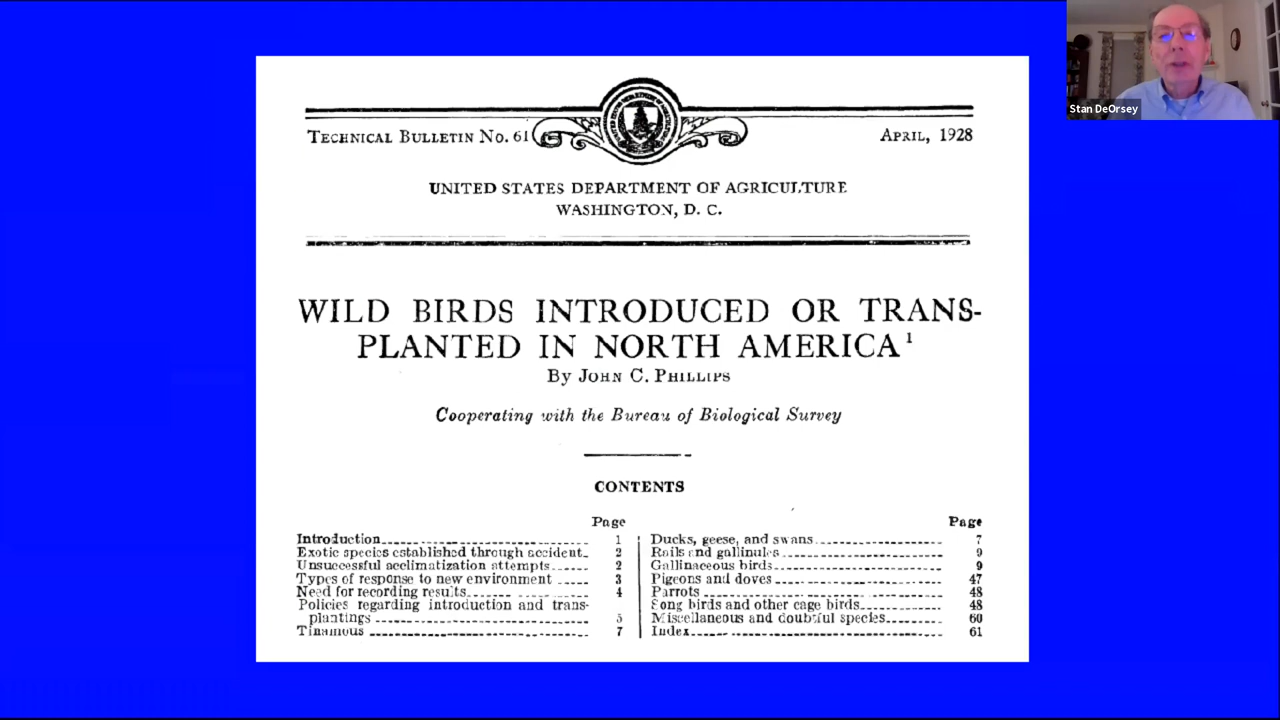 TECHNICAL BULLETIN NO. 61
APRIL, 1928
UNITED STATES DEPARTMENT OF AGRICULTURE
WASHINGTON, D. C.
WILD BIRDS INTRODUCED OR TRANS-
PLANTED IN NORTH AMERICA¹
By JOHN C. PHILLIPS
Cooperating with the Bureau of Biological Survey
CONTENTS
Page
Introduction 1
Exotic species established through accident 2
Unsuccessful acclimatization attempts 2
Types of response to new environment 3
Need for recording results 4
Policies regarding introduction and trans-
plantings 5
Tinamous 7
Page
Ducks, geese, and swans 7
Rails and gallinules 9
Gallinaceous birds 9
Pigeons and doves 47
Parrots 48
Song birds and other cage birds 48
Miscellaneous and doubtful species 60
Index 61
Stan DeOrsey